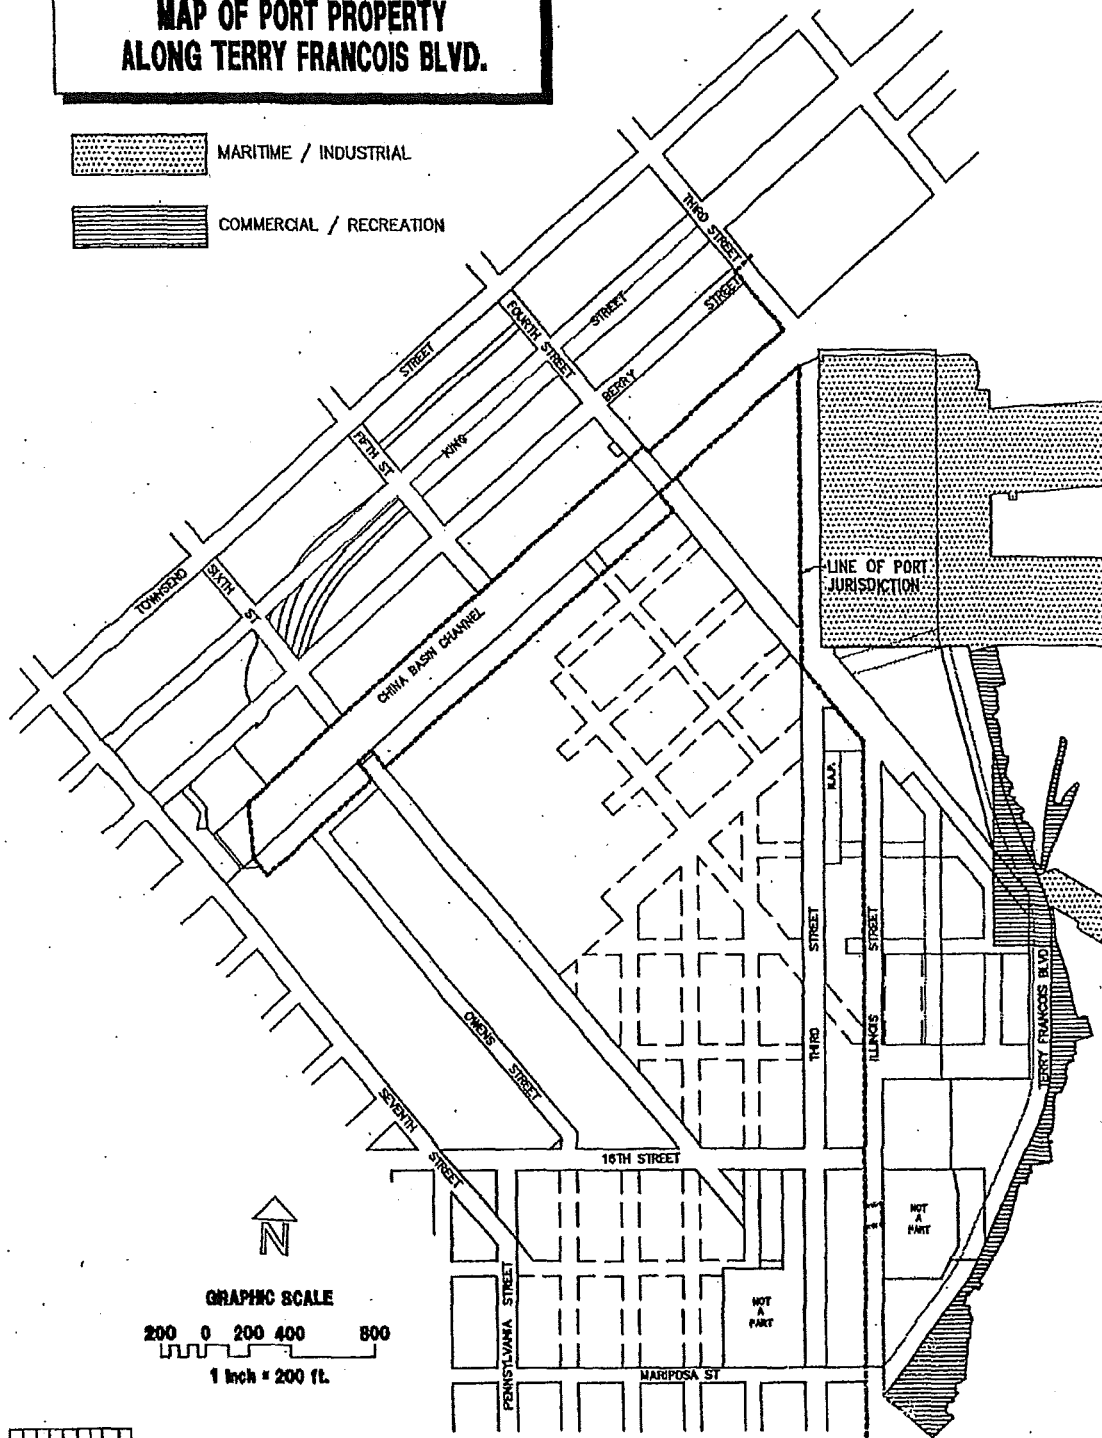 MAP OF PORT PROPERTY
ALONG TERRY FRANCOIS BLVD.
MARITIME / INDUSTRIAL
COMMERCIAL / RECREATION
THIRD STREET
STREET
STREET
FOURTH STREET
STREET
BERRY
KING
FIFTH ST
TOWNSEND
SIXTH ST
CHINA BASIN CHANNEL
LINE OF PORT
JURISDICTION
N.A.P.
STREET
STREET
TERRY FRANCOIS BLVD
THIRD
ILLINOIS
OWENS
STREET
SEVENTH
STREET
16TH STREET
NOT
A
PART
N
PENNSYLVANIA STREET
NOT
A
PART
MARIPOSA ST
GRAPHIC SCALE
200 0 200 400 800
1 inch = 200 ft.